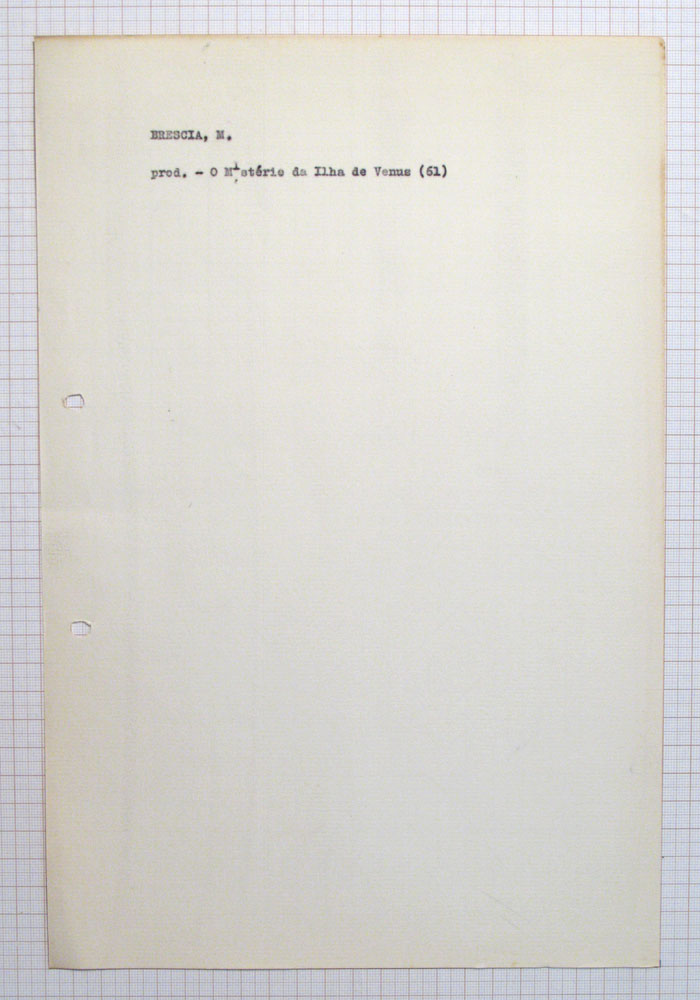 BRESCIA, M.
prod. - O Mistério da Ilha de Venus (61)